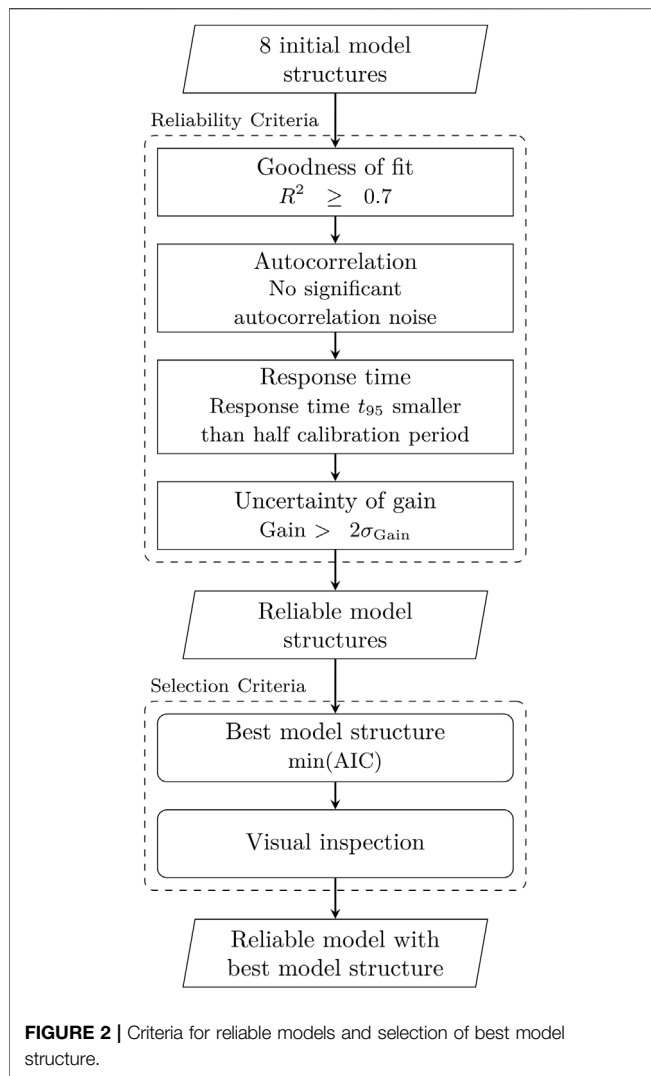 8 initial model
structures
Reliability Criteria
Goodness of fit
R² ≥ 0.7
Autocorrelation
No significant
autocorrelation noise
Response time
Response time t₉₅ smaller
than half calibration period
Uncertainty of gain
Gain > 2σ_Gain
Reliable model
structures
Selection Criteria
Best model structure
min(AIC)
Visual inspection
Reliable model with
best model structure
FIGURE 2 | Criteria for reliable models and selection of best model
structure.